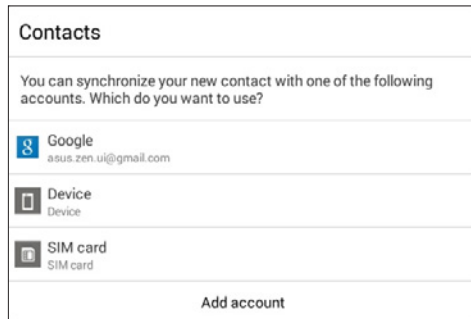 Contacts
You can synchronize your new contact with one of the following
accounts. Which do you want to use?
8 Google
asus.zen.ui@gmail.com
Device
Device
SIM card
SIM card
Add account